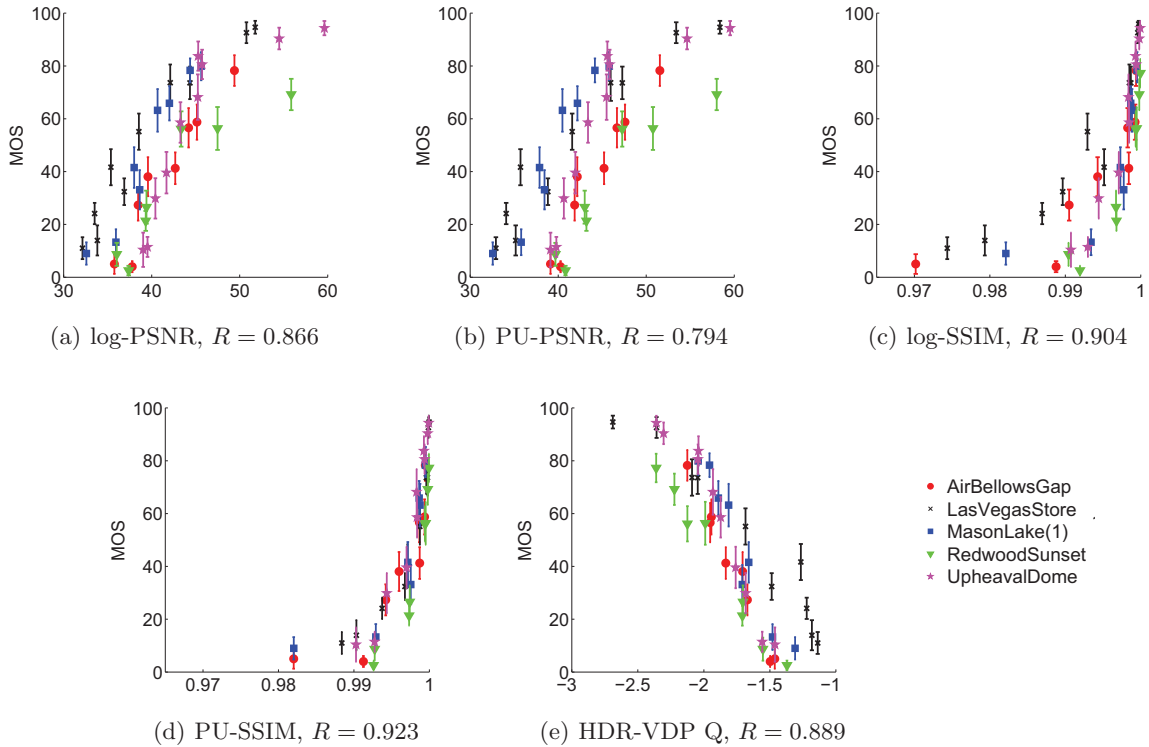 100
80
60
40
20
0
MOS
30 40 50 60
(a) log-PSNR, R = 0.866
100
80
60
40
20
0
MOS
30 40 50 60
(b) PU-PSNR, R = 0.794
100
80
60
40
20
0
MOS
0.97 0.98 0.99 1
(c) log-SSIM, R = 0.904
100
80
60
40
20
0
MOS
0.97 0.98 0.99 1
(d) PU-SSIM, R = 0.923
100
80
60
40
20
0
MOS
−3 −2.5 −2 −1.5 −1
(e) HDR-VDP Q, R = 0.889
AirBellowsGap
LasVegasStore
MasonLake(1)
RedwoodSunset
UpheavalDome